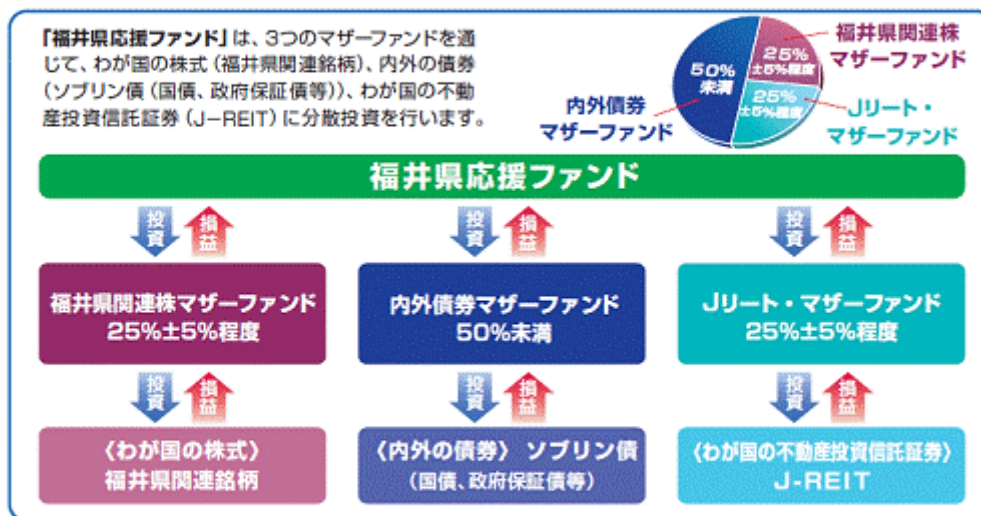 「福井県応援ファンド」は、3つのマザーファンドを通
じて、わが国の株式（福井県関連銘柄）、内外の債券
（ソブリン債（国債、政府保証債等））、わが国の不動
産投資信託証券（J-REIT）に分散投資を行います。
50%
未満
25%
±5%程度
25%
±5%程度
福井県関連株
マザーファンド
内外債券
マザーファンド
Jリート・
マザーファンド
福井県応援ファンド
投資 損益 投資 損益 投資 損益
福井県関連株マザーファンド
25%±5%程度
内外債券マザーファンド
50%未満
Jリート・マザーファンド
25%±5%程度
投資 損益 投資 損益 投資 損益
〈わが国の株式〉
福井県関連銘柄
〈内外の債券〉 ソブリン債
（国債、政府保証債等）
〈わが国の不動産投資信託証券〉
J-REIT